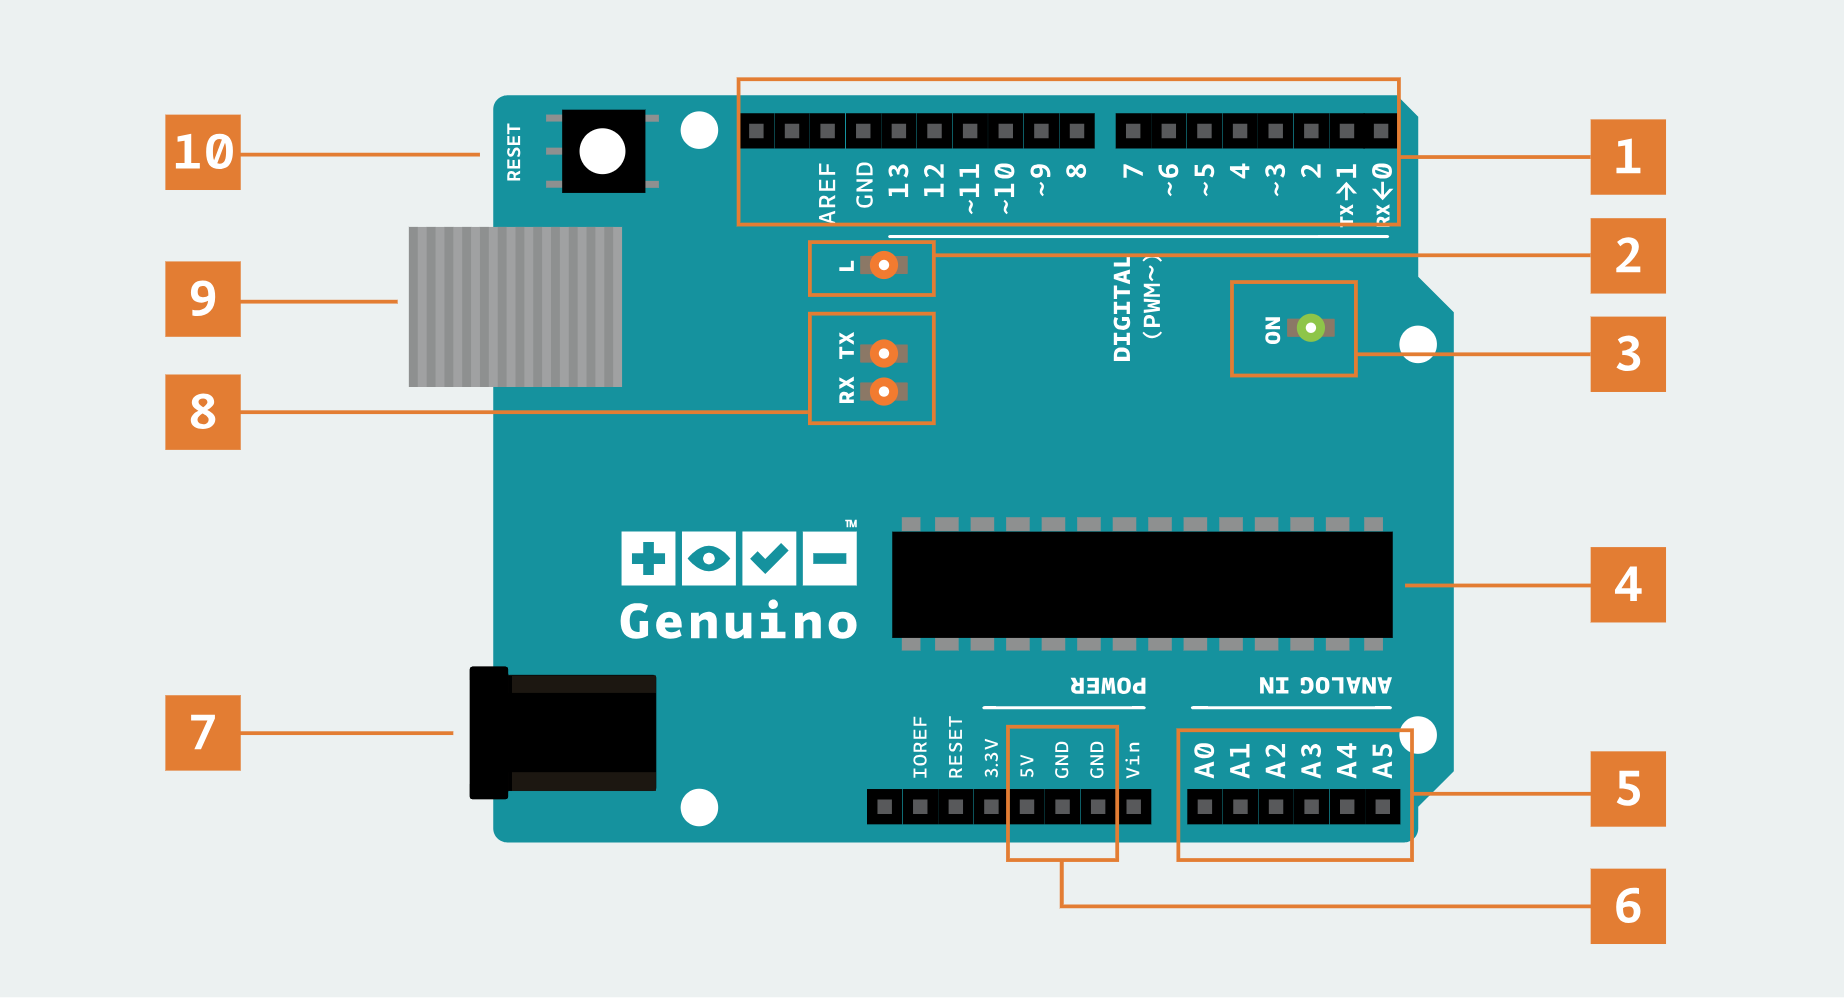 10
RESET
AREF
GND
13
12
~11
~10
~9
8
7
~6
~5
4
~3
2
TX→1
RX←0
1
L
2
DIGITAL
(PWM~)
9
ON
3
TX
RX
8
TM
Genuino
4
POWER
ANALOG IN
7
IOREF
RESET
3.3V
5V
GND
GND
Vin
A0
A1
A2
A3
A4
A5
5
6